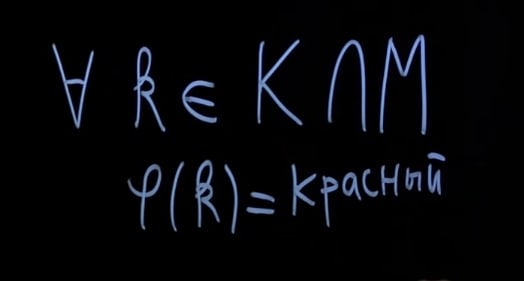 ∀ k ∈ K ∩ M
φ(k) = красный